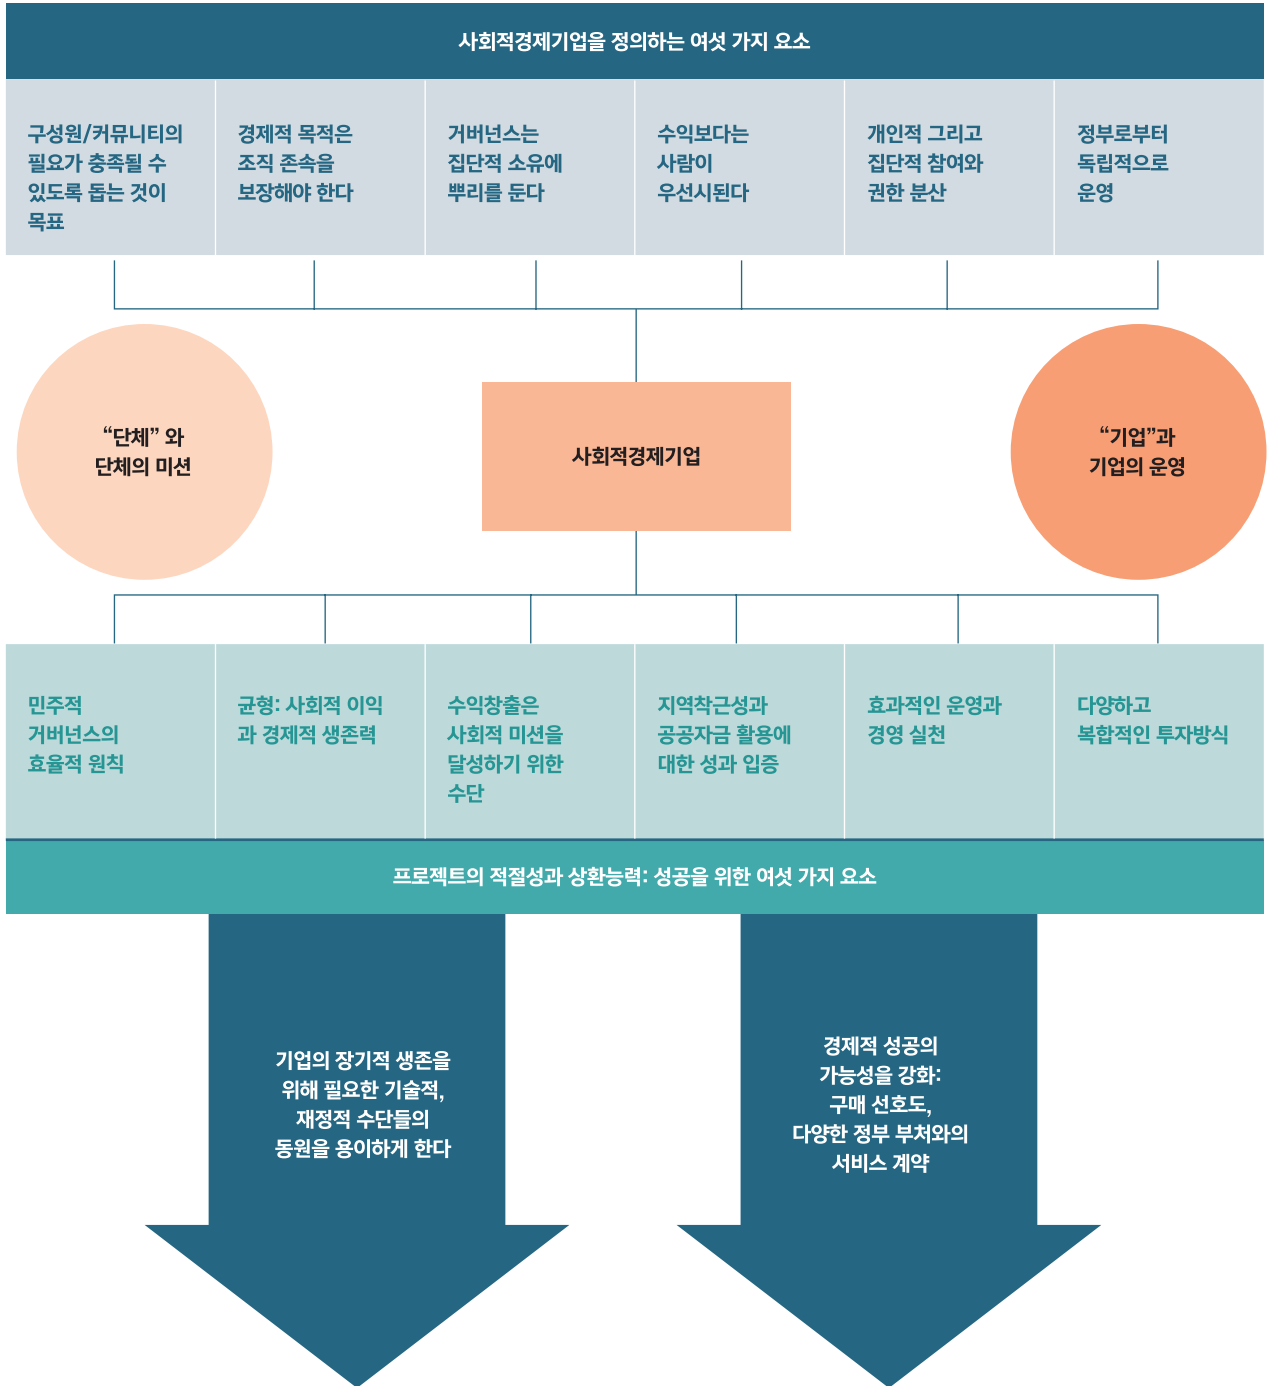 사회적경제기업을 정의하는 여섯 가지 요소
구성원/커뮤니티의
필요가 충족될 수
있도록 돕는 것이
목표
경제적 목적은
조직 존속을
보장해야 한다
거버넌스는
집단적 소유에
뿌리를 둔다
수익보다는
사람이
우선시된다
개인적 그리고
집단적 참여와
권한 분산
정부로부터
독립적으로
운영
“단체” 와
단체의 미션
사회적경제기업
“기업”과
기업의 운영
민주적
거버넌스의
효율적 원칙
균형: 사회적 이익
과 경제적 생존력
수익창출은
사회적 미션을
달성하기 위한
수단
지역착근성과
공공자금 활용에
대한 성과 입증
효과적인 운영과
경영 실천
다양하고
복합적인 투자방식
프로젝트의 적절성과 상환능력: 성공을 위한 여섯 가지 요소
기업의 장기적 생존을
위해 필요한 기술적,
재정적 수단들의
동원을 용이하게 한다
경제적 성공의
가능성을 강화:
구매 선호도,
다양한 정부 부처와의
서비스 계약